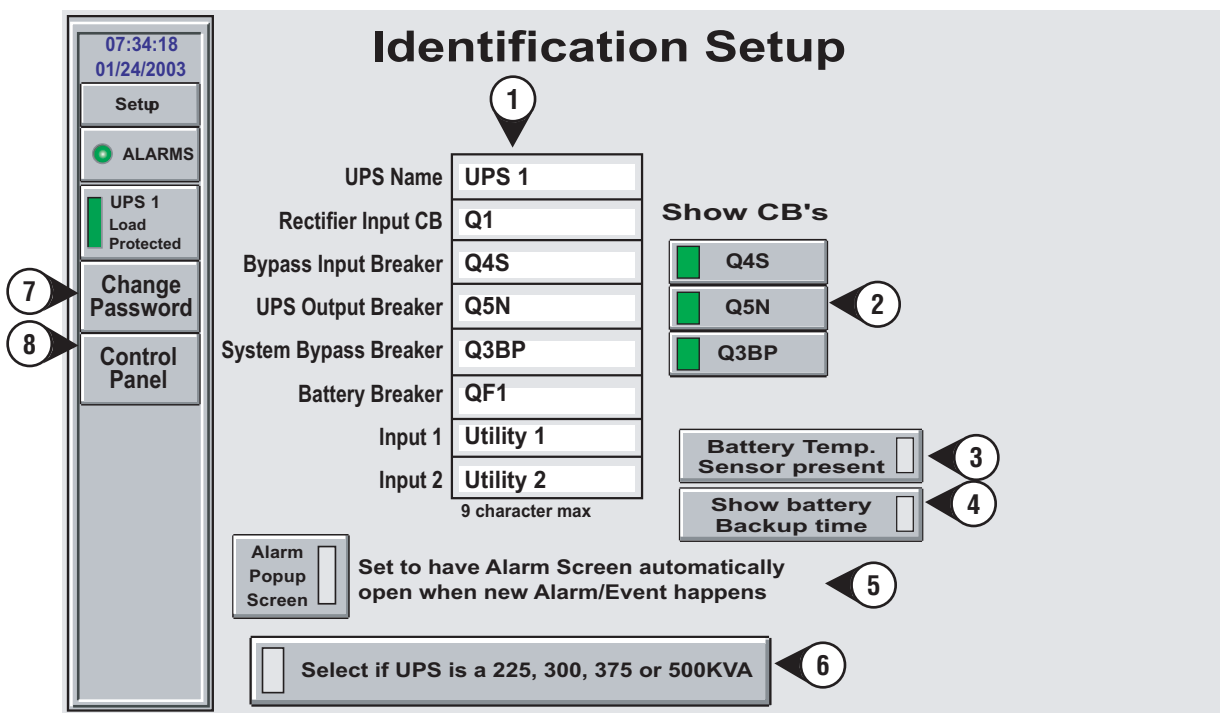 07:34:18
01/24/2003
Setup
ALARMS
UPS 1
Load
Protected
7
Change
Password
8
Control
Panel
Identification Setup
1
UPS Name UPS 1
Rectifier Input CB Q1
Bypass Input Breaker Q4S
UPS Output Breaker Q5N
System Bypass Breaker Q3BP
Battery Breaker QF1
Input 1 Utility 1
Input 2 Utility 2
9 character max
Show CB's
Q4S
Q5N
2
Q3BP
Battery Temp.
Sensor present
3
Show battery
Backup time
4
Alarm
Popup
Screen
Set to have Alarm Screen automatically
open when new Alarm/Event happens
5
Select if UPS is a 225, 300, 375 or 500KVA
6